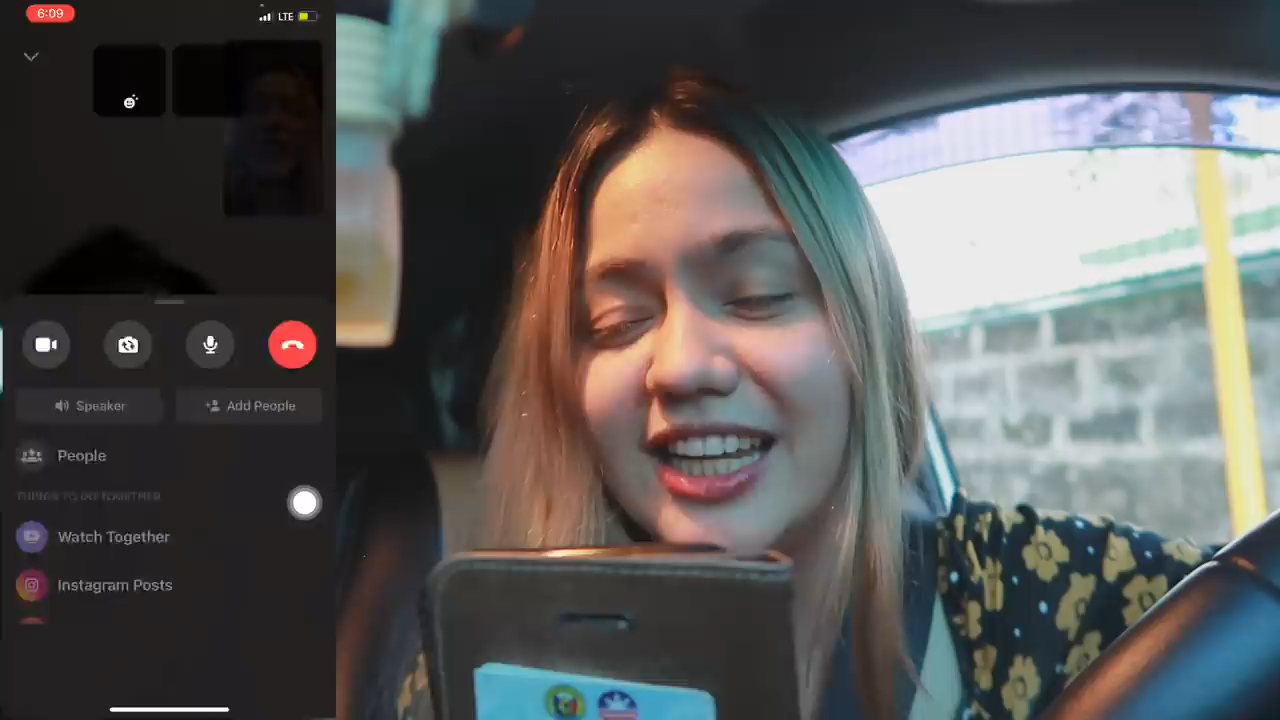 6:09
LTE
Speaker
Add People
People
THINGS TO DO TOGETHER
Watch Together
Instagram Posts